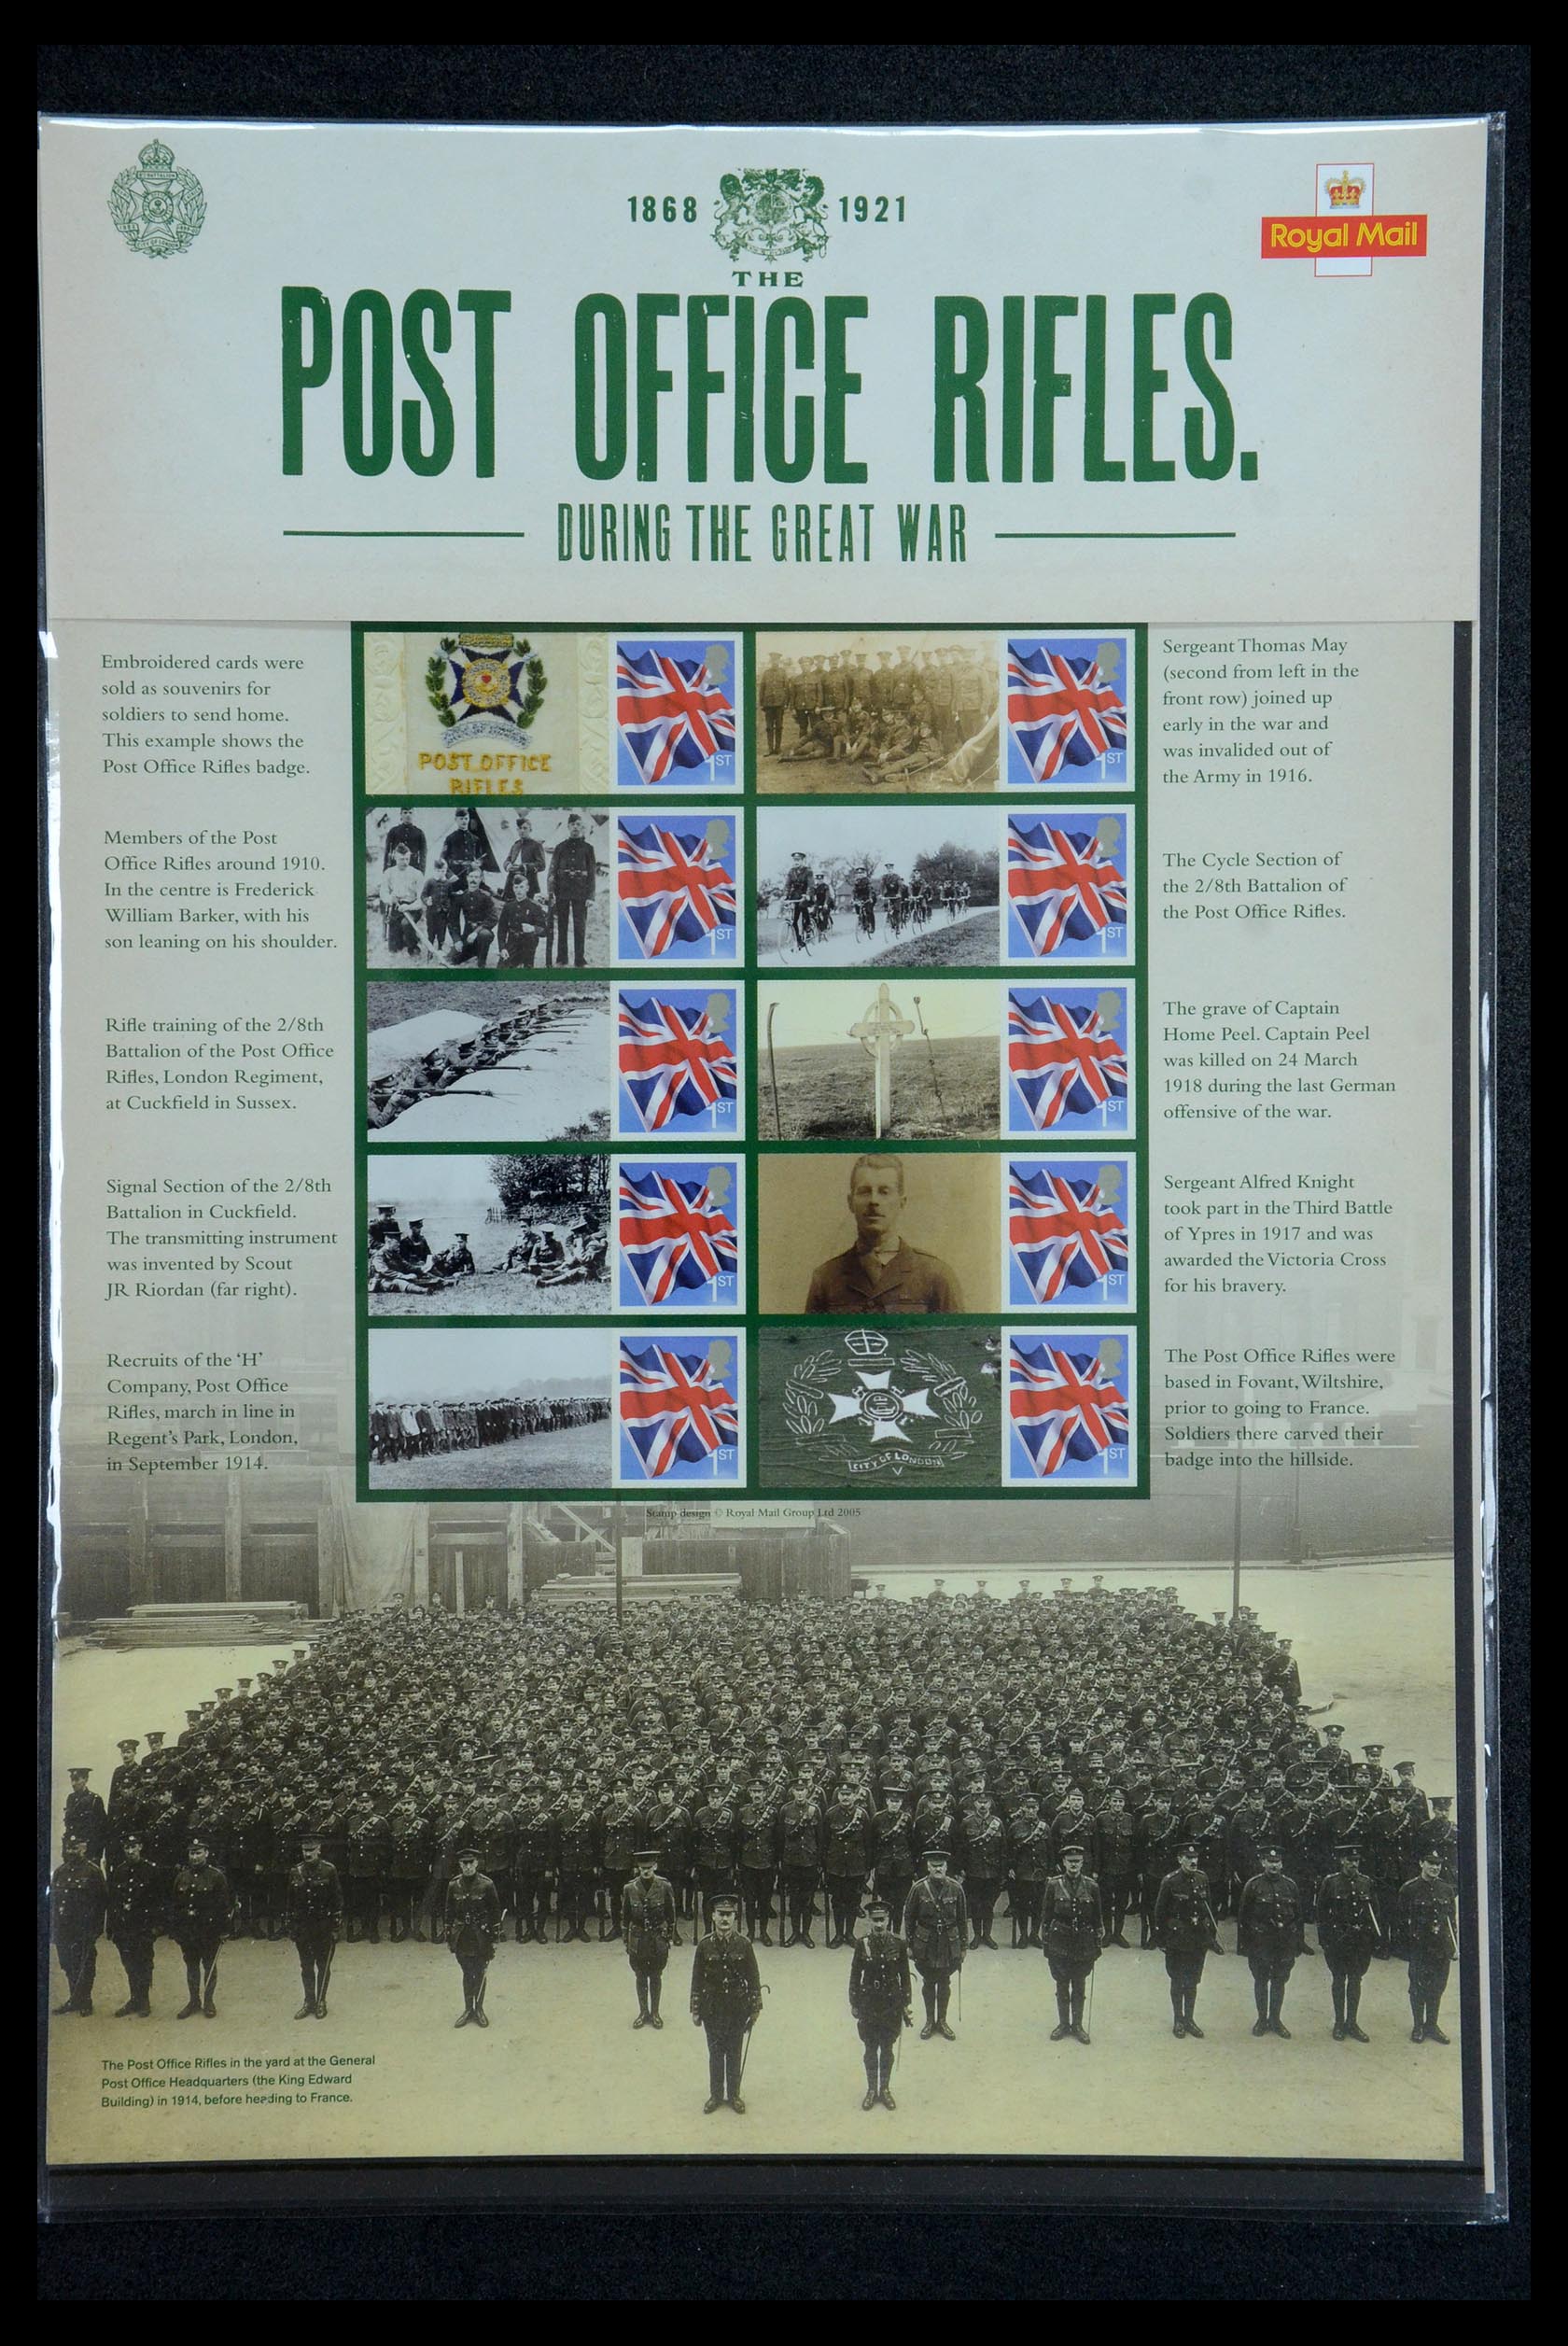 1868 1921
Royal Mail
THE
POST OFFICE RIFLES.
DURING THE GREAT WAR
Embroidered cards were
sold as souvenirs for
soldiers to send home.
This example shows the
Post Office Rifles badge.
POST OFFICE
RIFLES
1ST
1ST
Sergeant Thomas May
(second from left in the
front row) joined up
early in the war and
was invalided out of
the Army in 1916.
Members of the Post
Office Rifles around 1910.
In the centre is Frederick
William Barker, with his
son leaning on his shoulder.
1ST
1ST
The Cycle Section of
the 2/8th Battalion of
the Post Office Rifles.
Rifle training of the 2/8th
Battalion of the Post Office
Rifles, London Regiment,
at Cuckfield in Sussex.
1ST
1ST
The grave of Captain
Home Peel. Captain Peel
was killed on 24 March
1918 during the last German
offensive of the war.
Signal Section of the 2/8th
Battalion in Cuckfield.
The transmitting instrument
was invented by Scout
JR Riordan (far right).
1ST
1ST
Sergeant Alfred Knight
took part in the Third Battle
of Ypres in 1917 and was
awarded the Victoria Cross
for his bravery.
Recruits of the ‘H’
Company, Post Office
Rifles, march in line in
Regent’s Park, London,
in September 1914.
1ST
CITY OF LONDON
1ST
The Post Office Rifles were
based in Fovant, Wiltshire,
prior to going to France.
Soldiers there carved their
badge into the hillside.
Stamp design © Royal Mail Group Ltd 2005
The Post Office Rifles in the yard at the General
Post Office Headquarters (the King Edward
Building) in 1914, before heading to France.